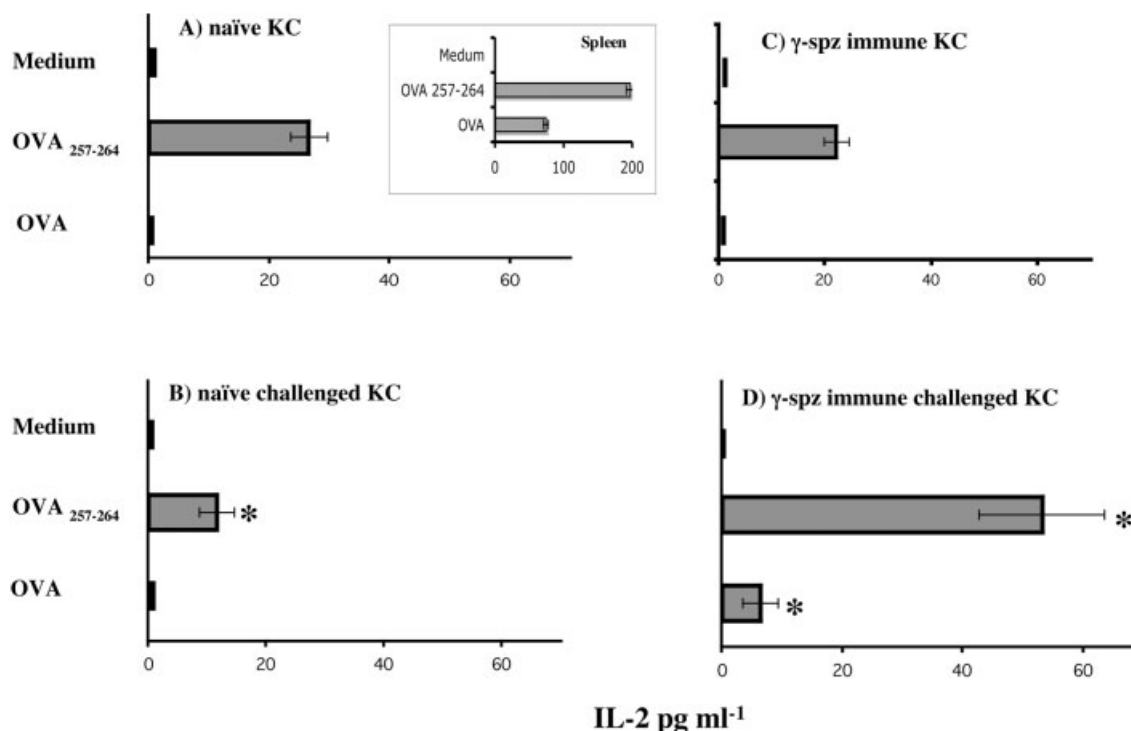 A) naïve KC
Medium
OVA 257-264
OVA
0 20 40 60
Spleen
Medum
OVA 257-264
OVA
0 100 200
C) γ-spz immune KC
0 20 40 60
B) naïve challenged KC
Medium
OVA 257-264
*
OVA
0 20 40 60
D) γ-spz immune challenged KC
*
*
0 20 40 60
IL-2 pg ml-1